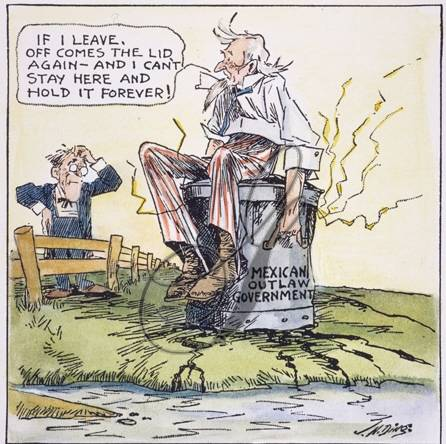 IF I LEAVE,
OFF COMES THE LID
AGAIN- AND I CAN'T
STAY HERE AND
HOLD IT FOREVER!
MEXICAN
OUTLAW
GOVERNMENT